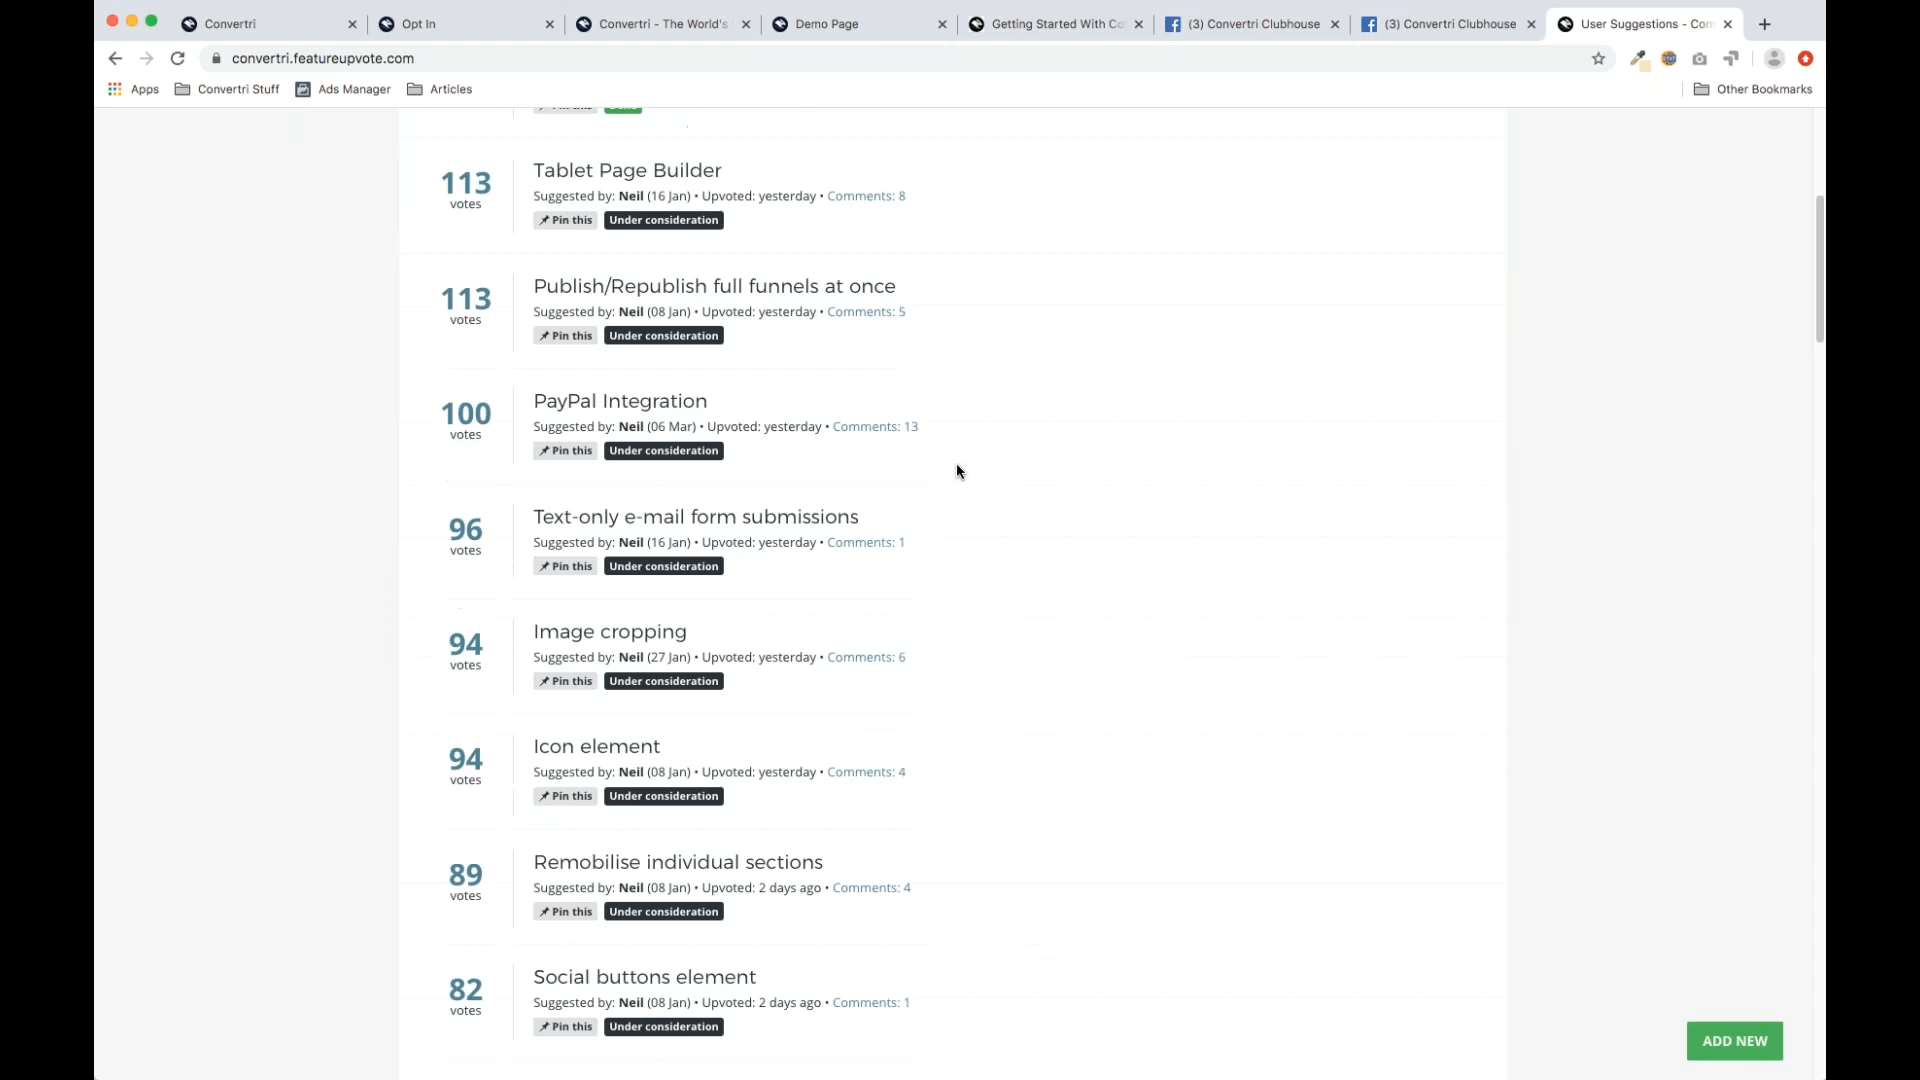 Convertri
Opt In
Convertri - The World's
Demo Page
Getting Started With Co
(3) Convertri Clubhouse
(3) Convertri Clubhouse
User Suggestions - Con
convertri.featureupvote.com
Apps
Convertri Stuff
Ads Manager
Articles
Other Bookmarks
113
votes
Tablet Page Builder
Suggested by: Neil (16 Jan) • Upvoted: yesterday • Comments: 8
Pin this
Under consideration
113
votes
Publish/Republish full funnels at once
Suggested by: Neil (08 Jan) • Upvoted: yesterday • Comments: 5
Pin this
Under consideration
100
votes
PayPal Integration
Suggested by: Neil (06 Mar) • Upvoted: yesterday • Comments: 13
Pin this
Under consideration
96
votes
Text-only e-mail form submissions
Suggested by: Neil (16 Jan) • Upvoted: yesterday • Comments: 1
Pin this
Under consideration
94
votes
Image cropping
Suggested by: Neil (27 Jan) • Upvoted: yesterday • Comments: 6
Pin this
Under consideration
94
votes
Icon element
Suggested by: Neil (08 Jan) • Upvoted: yesterday • Comments: 4
Pin this
Under consideration
89
votes
Remobilise individual sections
Suggested by: Neil (08 Jan) • Upvoted: 2 days ago • Comments: 4
Pin this
Under consideration
82
votes
Social buttons element
Suggested by: Neil (08 Jan) • Upvoted: 2 days ago • Comments: 1
Pin this
Under consideration
ADD NEW